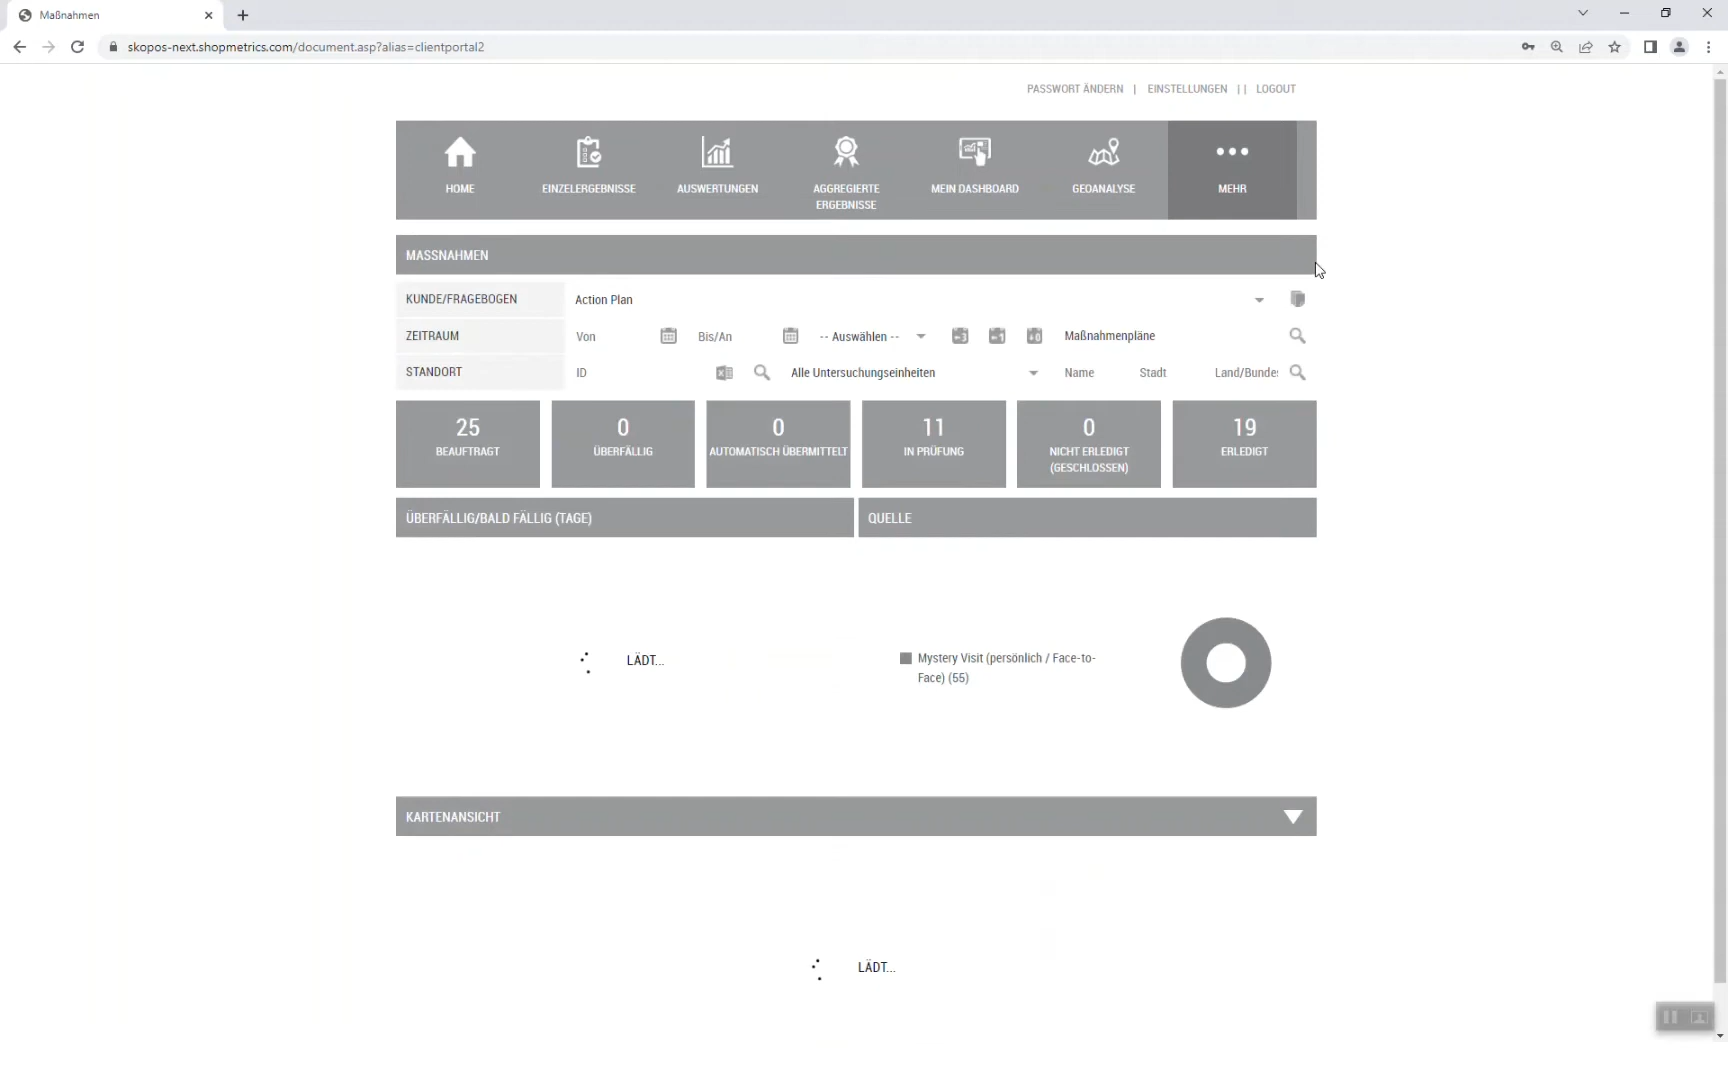 Maßnahmen
skopos-next.shopmetrics.com/document.asp?alias=clientportal2
PASSWORT ÄNDERN | EINSTELLUNGEN || LOGOUT
HOME
EINZELERGEBNISSE
AUSWERTUNGEN
AGGREGIERTE
ERGEBNISSE
MEIN DASHBOARD
GEOANALYSE
MEHR
MASSNAHMEN
KUNDE/FRAGEBOGEN Action Plan
ZEITRAUM Von Bis/An -- Auswählen -- Maßnahmenpläne
STANDORT ID Alle Untersuchungseinheiten Name Stadt Land/Bundes
25
BEAUFTRAGT
0
ÜBERFÄLLIG
0
AUTOMATISCH ÜBERMITTELT
11
IN PRÜFUNG
0
NICHT ERLEDIGT
(GESCHLOSSEN)
19
ERLEDIGT
ÜBERFÄLLIG/BALD FÄLLIG (TAGE)
QUELLE
LÄDT...
Mystery Visit (persönlich / Face-to-
Face) (55)
KARTENANSICHT
LÄDT...